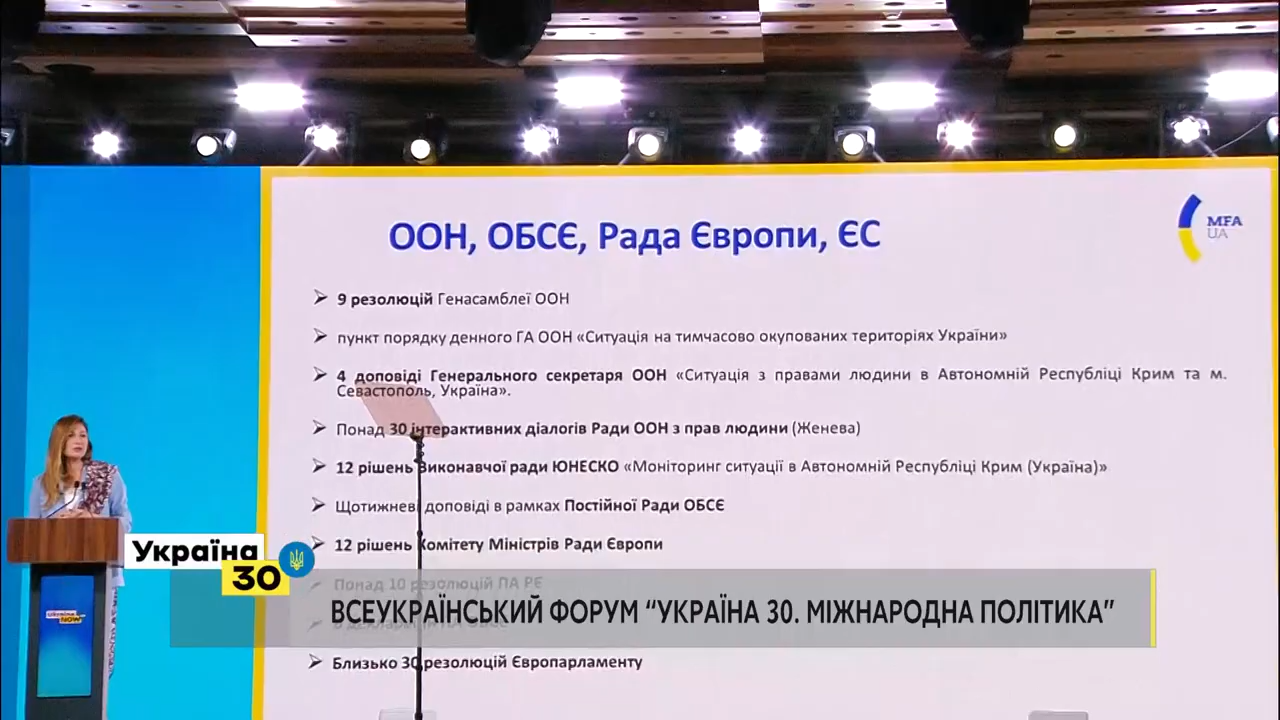 ООН, ОБСЄ, Рада Європи, ЄС
MFA
UA
9 резолюцій Генасамблеї ООН
пункт порядку денного ГА ООН «Ситуація на тимчасово окупованих територіях України»
4 доповіді Генерального секретаря ООН «Ситуація з правами людини в Автономній Республіці Крим та м.
Севастополь, Україна».
Понад 30 інтерактивних діалогів Ради ООН з прав людини (Женева)
12 рішень Виконавчої ради ЮНЕСКО «Моніторинг ситуації в Автономній Республіці Крим (Україна)»
Щотижневі доповіді в рамках Постійної Ради ОБСЄ
12 рішень Комітету Міністрів Ради Європи
Понад 10 резолюцій ПА РЄ
Близько 30 резолюцій Європарламенту
Україна
30
ВСЕУКРАЇНСЬКИЙ ФОРУМ “УКРАЇНА 30. МІЖНАРОДНА ПОЛІТИКА”
Ukraine
NOW